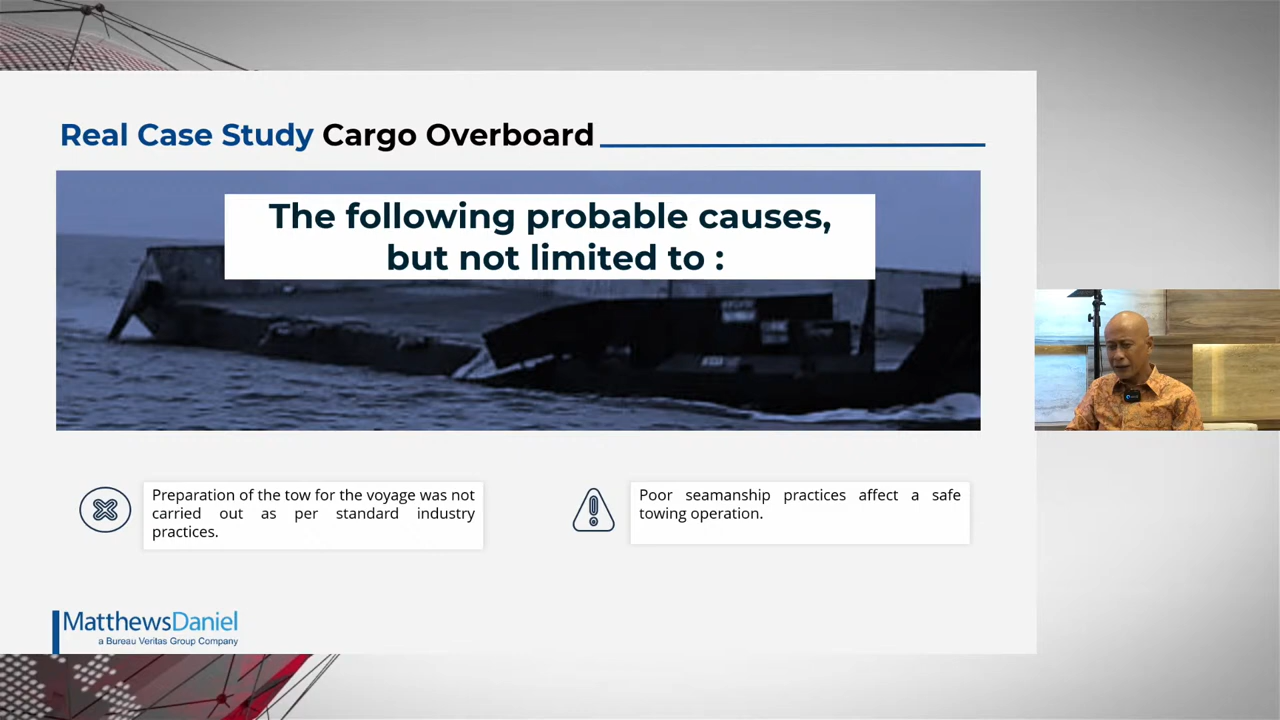 Real Case Study Cargo Overboard
The following probable causes,
but not limited to :
Preparation of the tow for the voyage was not
carried out as per standard industry
practices.
Poor seamanship practices affect a safe
towing operation.
MatthewsDaniel
a Bureau Veritas Group Company